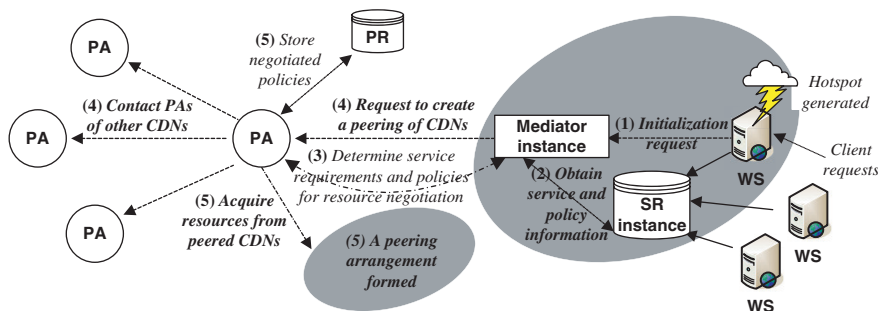 PA
PR
(5) Store
negotiated
policies
Hotspot
generated
(4) Contact PAs
of other CDNs
(4) Request to create
a peering of CDNs
PA
PA
Mediator
instance
(1) Initialization
request
WS
Client
requests
(3) Determine service
requirements and policies
for resource negotiation
(2) Obtain
service and
policy
information
SR
instance
PA
(5) Acquire
resources from
peered CDNs
(5) A peering
arrangement
formed
WS
WS